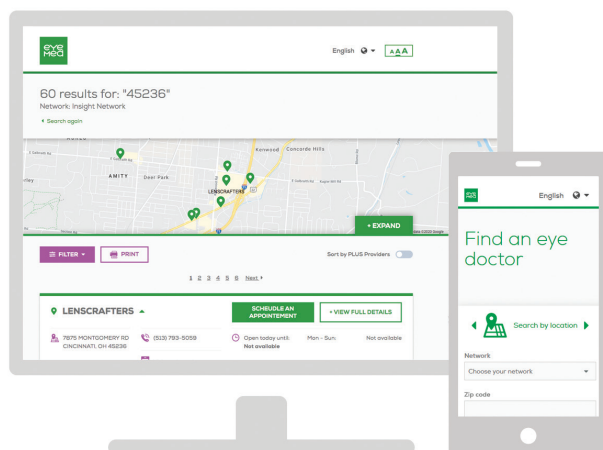 eye
Med
English
AAA
60 results for: "45236"
Network: Insight Network
Search again
Kenwood
Concorde Hills
AMITY
Deer Park
LENSCRAFTERS
+ EXPAND
FILTER
PRINT
Sort by PLUS Providers
1 2 3 4 5 6 Next
LENSCRAFTERS
SCHEUDLE AN
APPOINTEMENT
+ VIEW FULL DETAILS
7875 MONTGOMERY RD
CINCINNATI, OH 45236
(513) 793-5059
Open today until:
Not available
Mon - Sun:
Not available
eye
Med
English
Find an eye
doctor
Search by location
Network
Choose your network
Zip code